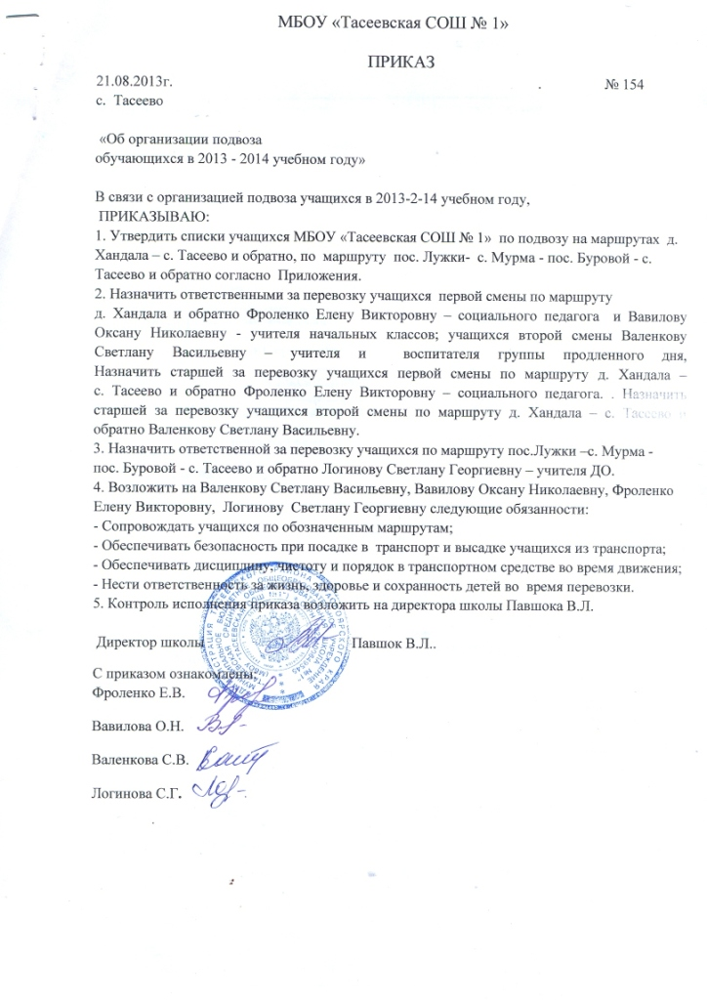 МБОУ «Тасеевская СОШ № 1»
ПРИКАЗ
21.08.2013г. № 154
с. Тасеево
«Об организации подвоза
обучающихся в 2013 - 2014 учебном году»
В связи с организацией подвоза учащихся в 2013-2-14 учебном году,
ПРИКАЗЫВАЮ:
1. Утвердить списки учащихся МБОУ «Тасеевская СОШ № 1» по подвозу на маршрутах д.
Хандала – с. Тасеево и обратно, по маршруту пос. Лужки- с. Мурма - пос. Буровой - с.
Тасеево и обратно согласно Приложения.
2. Назначить ответственными за перевозку учащихся первой смены по маршруту
д. Хандала и обратно Фроленко Елену Викторовну – социального педагога и Вавилову
Оксану Николаевну - учителя начальных классов; учащихся второй смены Валенкову
Светлану Васильевну – учителя и воспитателя группы продленного дня,
Назначить старшей за перевозку учащихся первой смены по маршруту д. Хандала –
с. Тасеево и обратно Фроленко Елену Викторовну – социального педагога. . Назначить
старшей за перевозку учащихся второй смены по маршруту д. Хандала – с. Тасеево и
обратно Валенкову Светлану Васильевну.
3. Назначить ответственной за перевозку учащихся по маршруту пос.Лужки –с. Мурма -
пос. Буровой - с. Тасеево и обратно Логинову Светлану Георгиевну – учителя ДО.
4. Возложить на Валенкову Светлану Васильевну, Вавилову Оксану Николаевну, Фроленко
Елену Викторовну, Логинову Светлану Георгиевну следующие обязанности:
- Сопровождать учащихся по обозначенным маршрутам;
- Обеспечивать безопасность при посадке в транспорт и высадке учащихся из транспорта;
- Обеспечивать дисциплину, чистоту и порядок в транспортном средстве во время движения;
- Нести ответственность за жизнь, здоровье и сохранность детей во время перевозки.
5. Контроль исполнения приказа возложить на директора школы Павшока В.Л.
Директор школы Павшок В.Л..
С приказом ознакомлены:
Фроленко Е.В.
Вавилова О.Н.
Валенкова С.В.
Логинова С.Г.